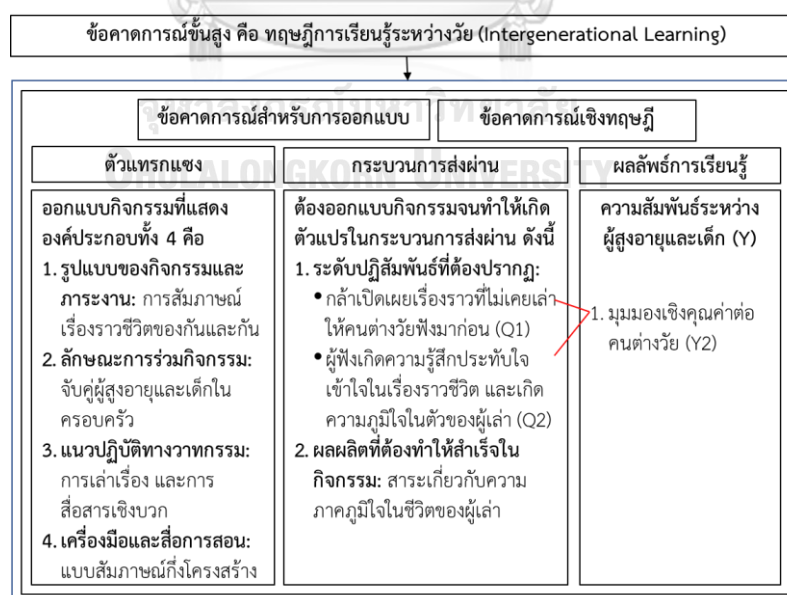 ข้อคาดการณ์ขั้นสูง คือ ทฤษฎีการเรียนรู้ระหว่างวัย (Intergenerational Learning)
จุฬาลงกรณ์มหาวิทยาลัย
CHULALONGKORN UNIVERSITY
ข้อคาดการณ์สำหรับการออกแบบ
ข้อคาดการณ์เชิงทฤษฎี
ตัวแทรกแซง
กระบวนการส่งผ่าน
ผลลัพธ์การเรียนรู้
ออกแบบกิจกรรมที่แสดง
องค์ประกอบทั้ง 4 คือ
1. รูปแบบของกิจกรรมและ
ภาระงาน: การสัมภาษณ์
เรื่องราวชีวิตของกันและกัน
2. ลักษณะการร่วมกิจกรรม:
จับคู่ผู้สูงอายุและเด็กใน
ครอบครัว
3. แนวปฏิบัติทางวาทกรรม:
การเล่าเรื่อง และการ
สื่อสารเชิงบวก
4. เครื่องมือและสื่อการสอน:
แบบสัมภาษณ์กึ่งโครงสร้าง
ต้องออกแบบกิจกรรมจนทำให้เกิด
ตัวแปรในกระบวนการส่งผ่าน ดังนี้
1. ระดับปฏิสัมพันธ์ที่ต้องปรากฏ:
• กล้าเปิดเผยเรื่องราวที่ไม่เคยเล่า
ให้คนต่างวัยฟังมาก่อน (Q1)
• ผู้ฟังเกิดความรู้สึกประทับใจ
เข้าใจในเรื่องราวชีวิต และเกิด
ความภูมิใจในตัวของผู้เล่า (Q2)
2. ผลผลิตที่ต้องทำให้สำเร็จใน
กิจกรรม: สาระเกี่ยวกับความ
ภาคภูมิใจในชีวิตของผู้เล่า
ความสัมพันธ์ระหว่าง
ผู้สูงอายุและเด็ก (Y)
1. มุมมองเชิงคุณค่าต่อ
คนต่างวัย (Y2)